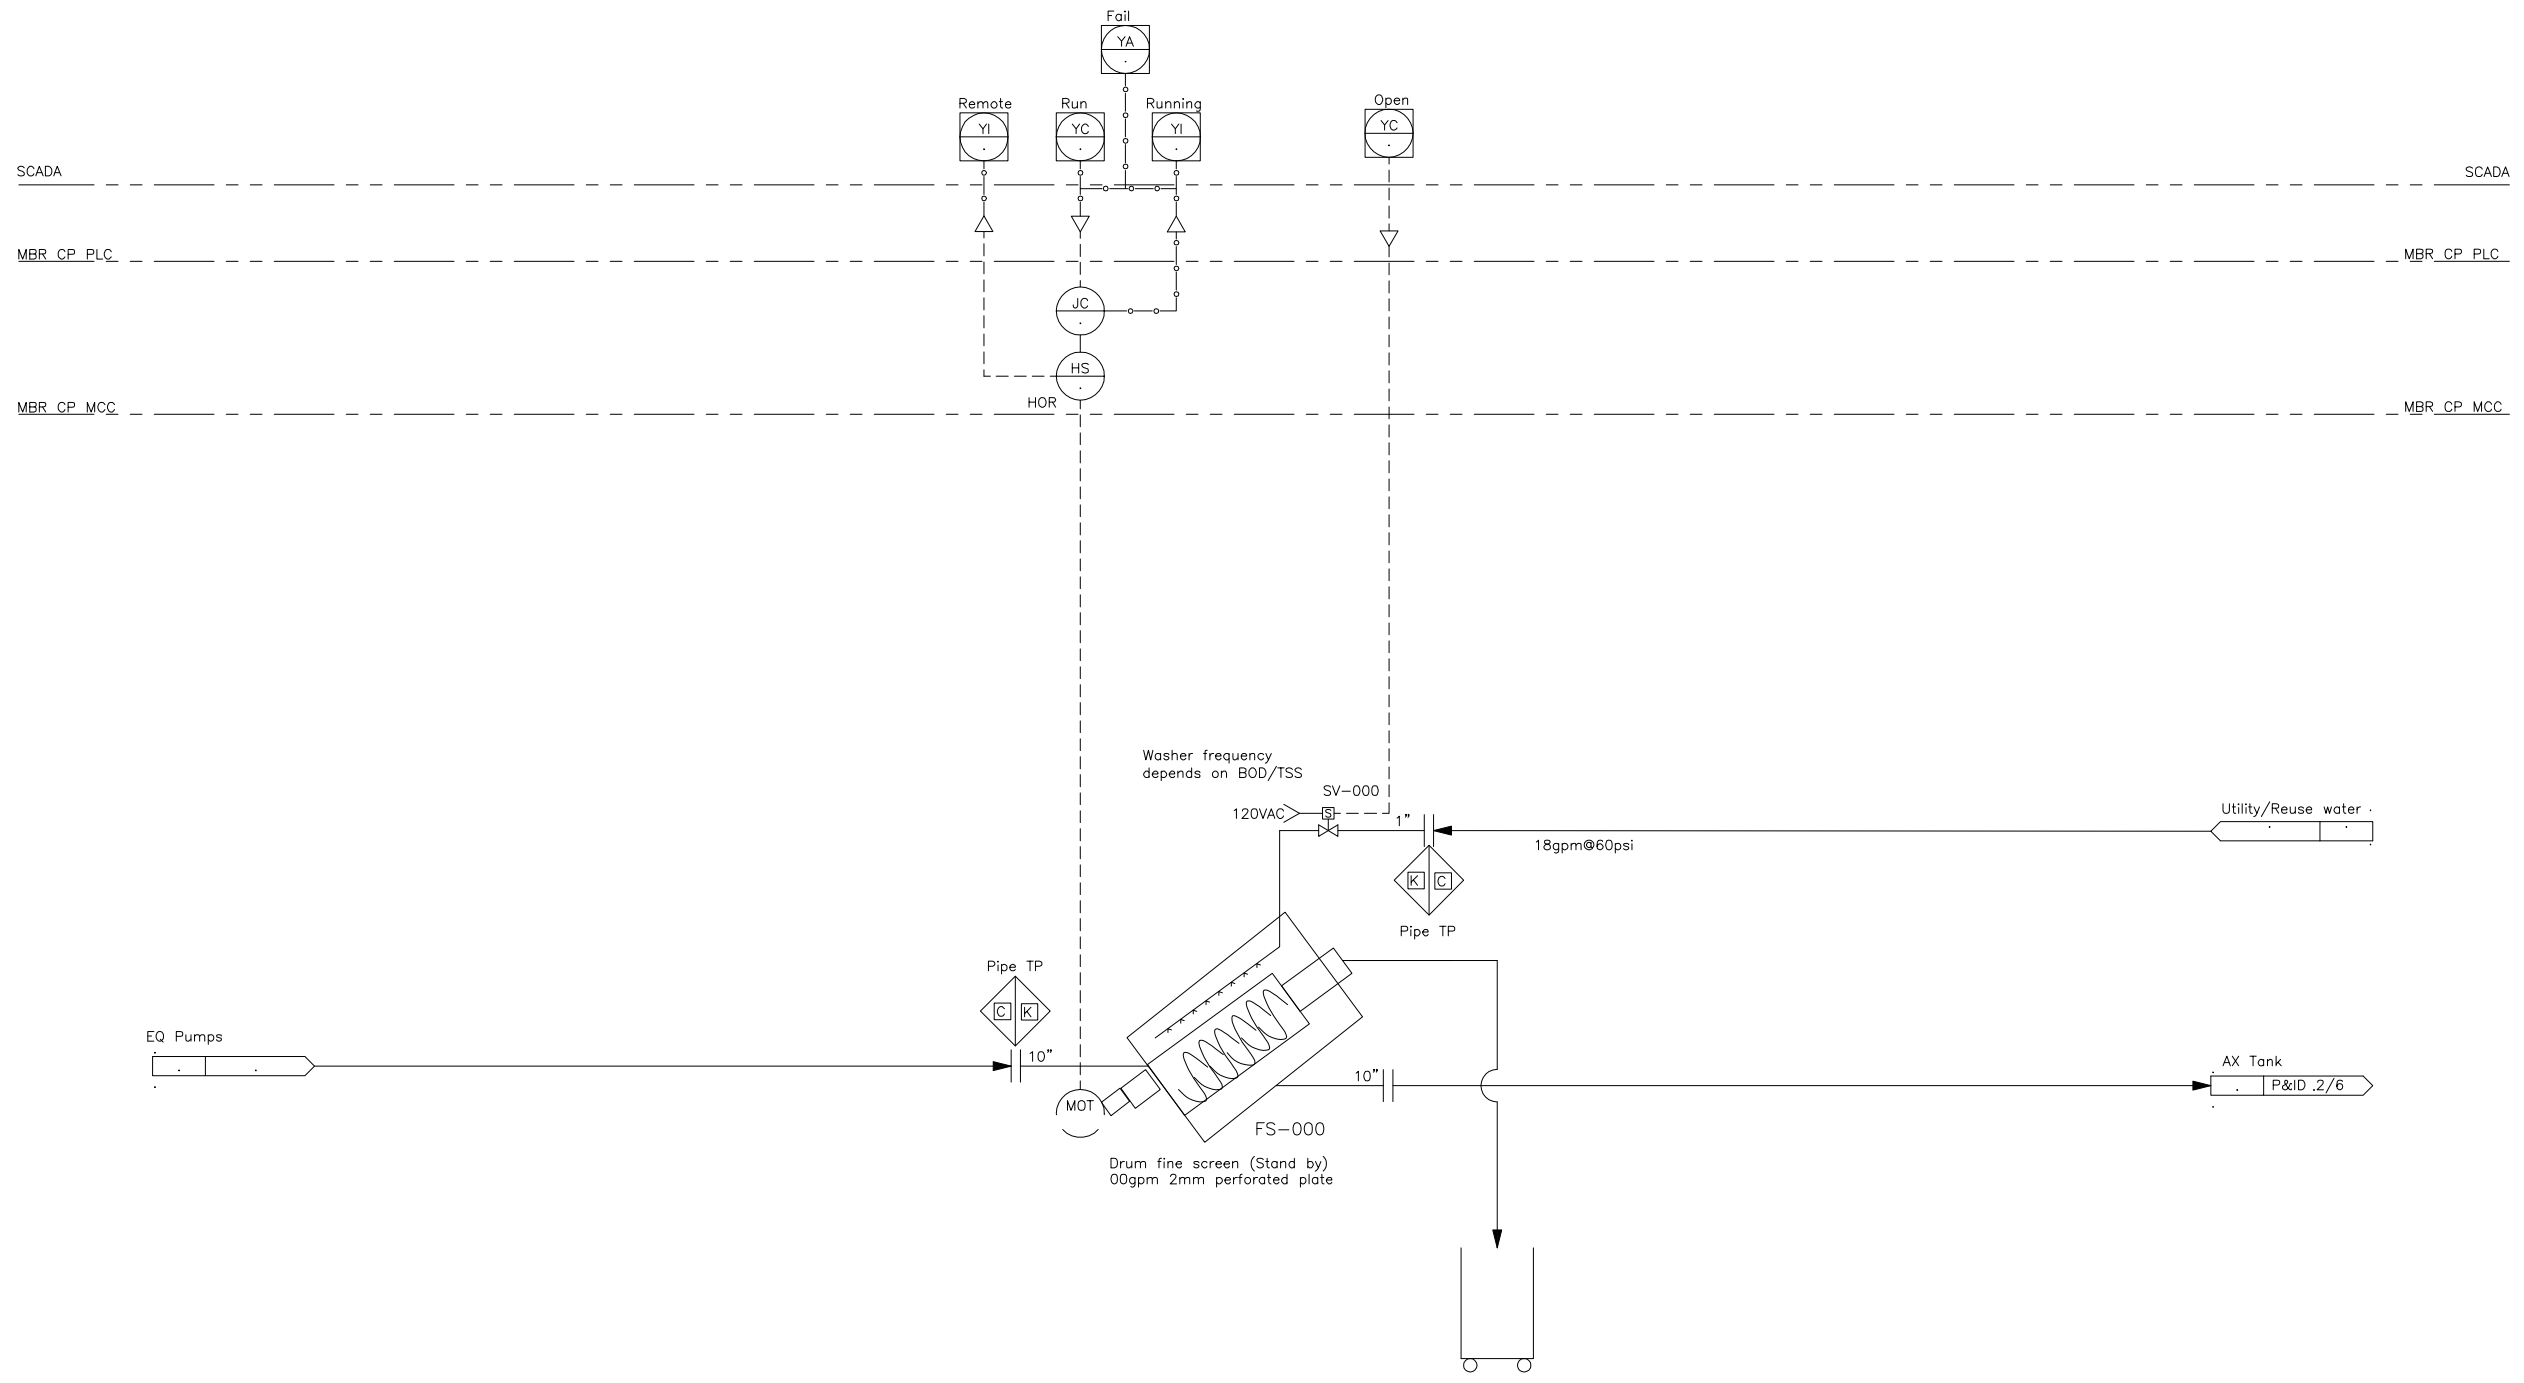 Fail
YA
Remote
Run
Running
Open
YI
YC
YI
YC
SCADA
SCADA
MBR CP PLC
MBR CP PLC
JC
HS
HOR
MBR CP MCC
MBR CP MCC
Washer frequency
depends on BOD/TSS
SV-000
120VAC
S
1"
18gpm@60psi
Utility/Reuse water
K
C
Pipe TP
Pipe TP
C
K
EQ Pumps
10"
MOT
10"
AX Tank
P&ID .2/6
FS-000
Drum fine screen (Stand by)
00gpm 2mm perforated plate